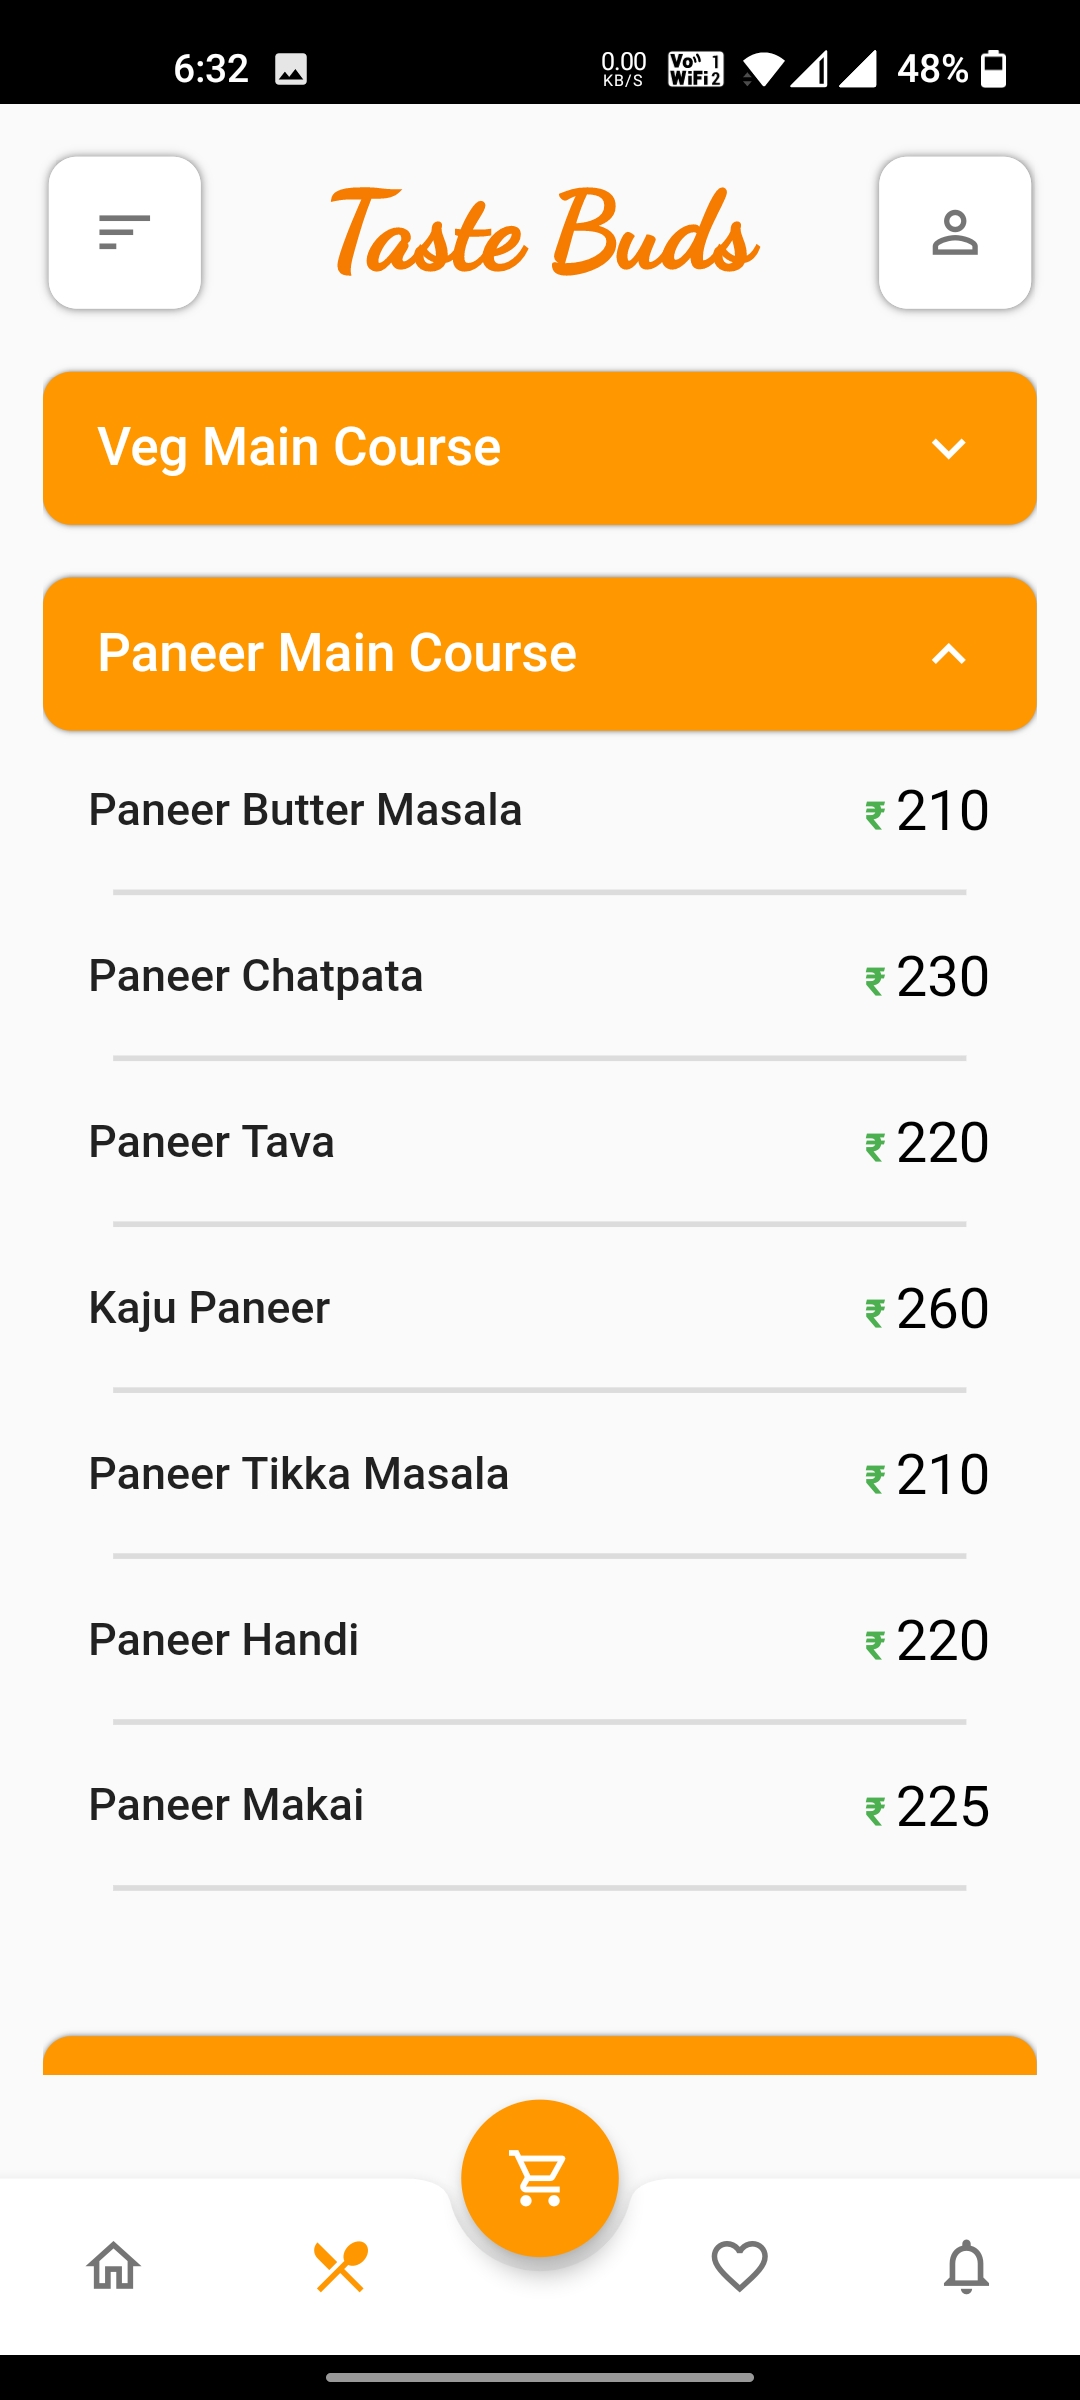 6:32 0.00 KB/S Vo WiFi 1 2 48%
Taste Buds
Veg Main Course
Paneer Main Course
Paneer Butter Masala ₹ 210
Paneer Chatpata ₹ 230
Paneer Tava ₹ 220
Kaju Paneer ₹ 260
Paneer Tikka Masala ₹ 210
Paneer Handi ₹ 220
Paneer Makai ₹ 225